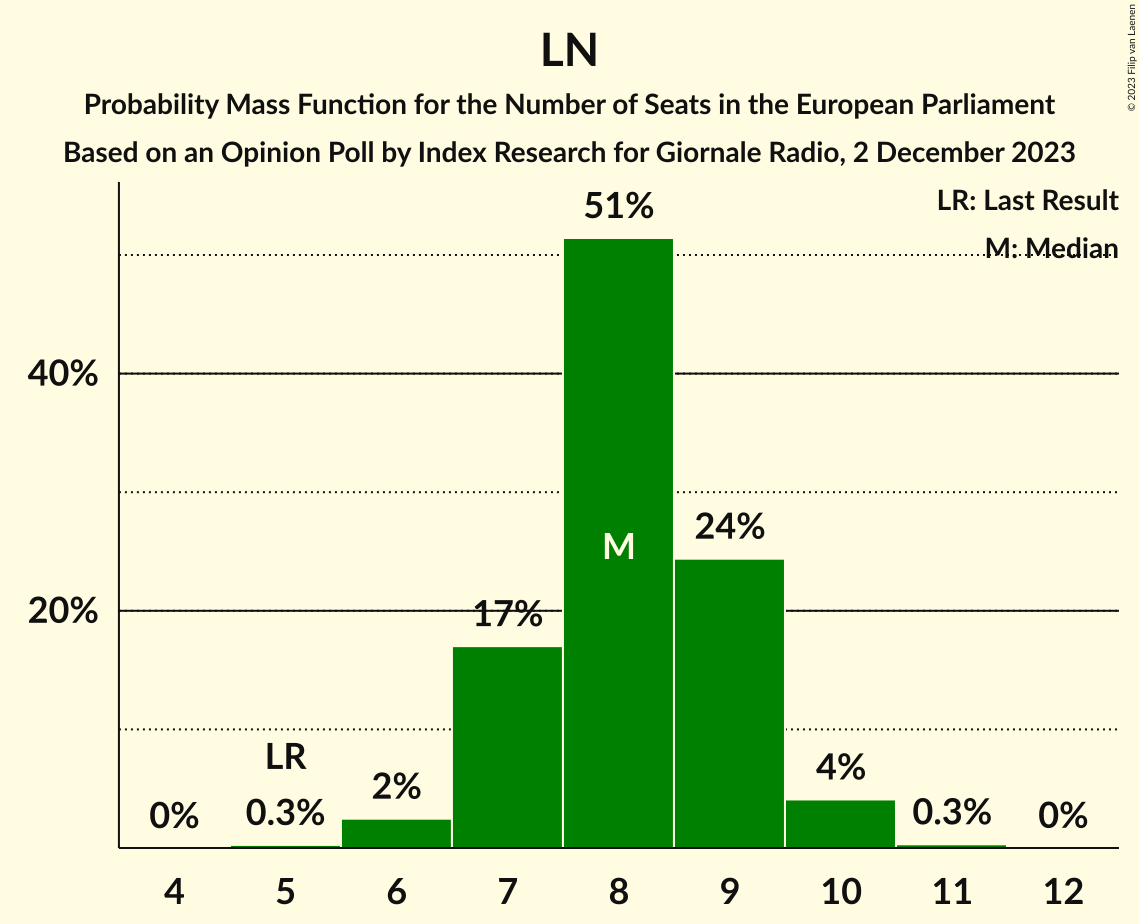 LN
Probability Mass Function for the Number of Seats in the European Parliament
Based on an Opinion Poll by Index Research for Giornale Radio, 2 December 2023
© 2023 Filip van Laenen
LR: Last Result
M: Median
51%
40%
24%
M
20%
17%
LR
0%
0.3%
2%
4%
0.3%
0%
4 5 6 7 8 9 10 11 12